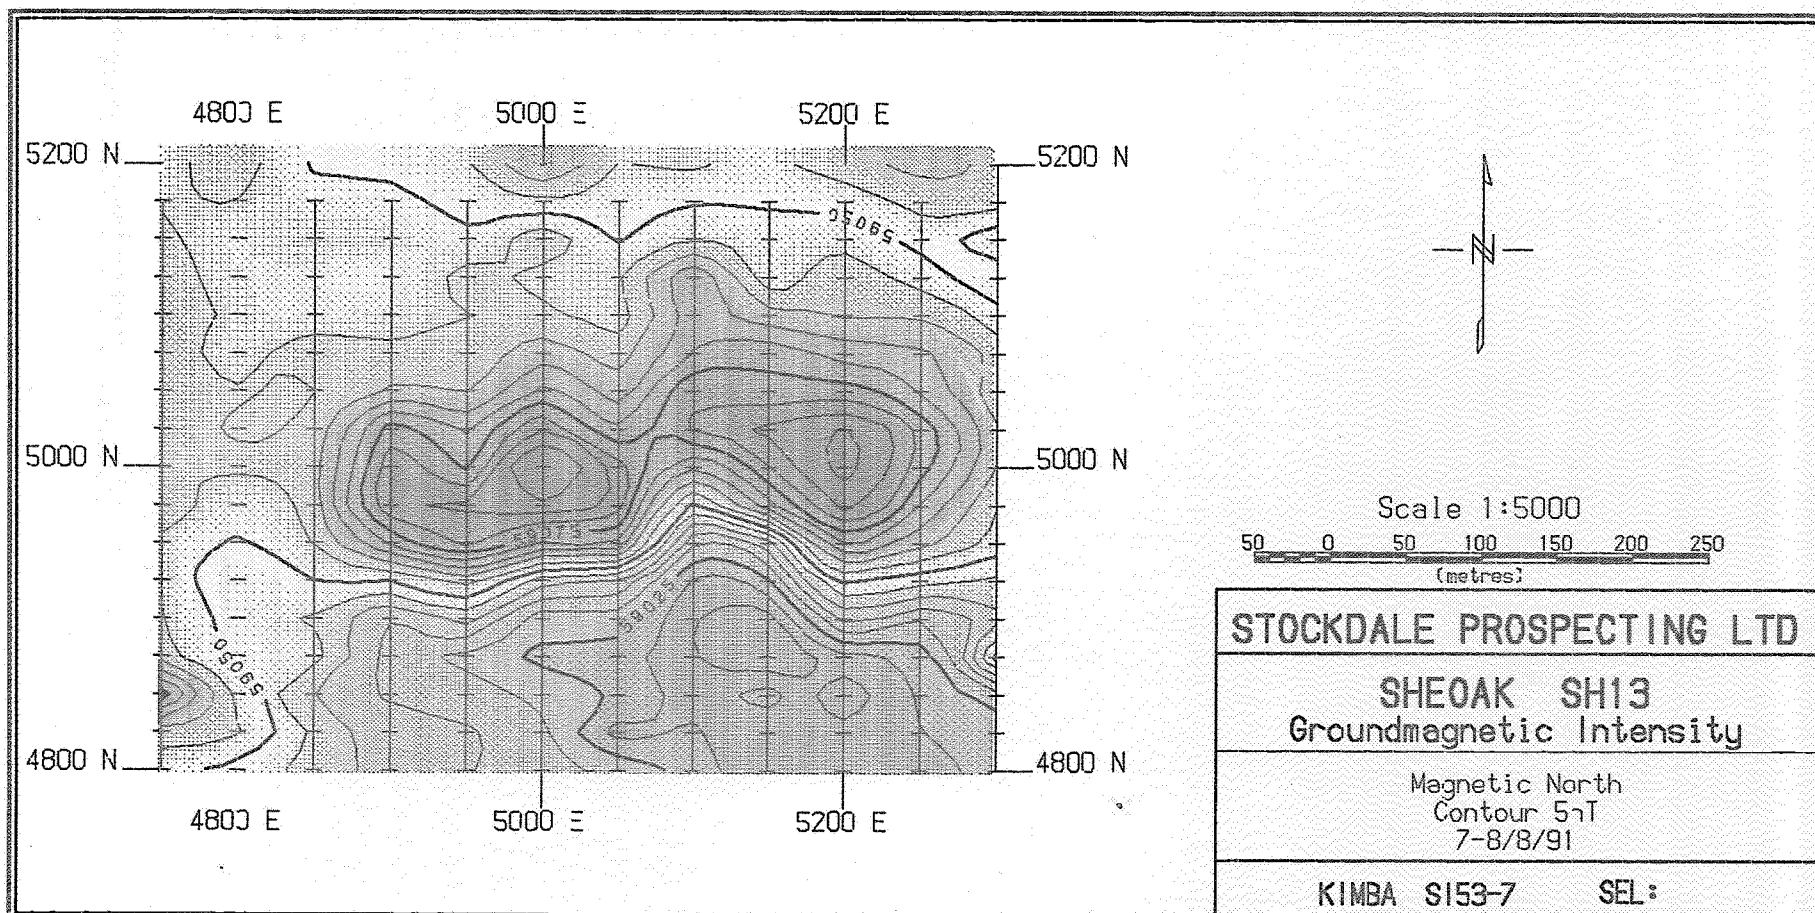 4800 E 5000 E 5200 E
5200 N 5200 N
59050
5000 N 5000 N
59075
59025
59050
4800 N 4800 N
4800 E 5000 E 5200 E
N
Scale 1:5000
50 0 50 100 150 200 250
(metres)
STOCKDALE PROSPECTING LTD
SHEOAK SH13
Groundmagnetic Intensity
Magnetic North
Contour 5nT
7-8/8/91
KIMBA SI53-7 SEL: